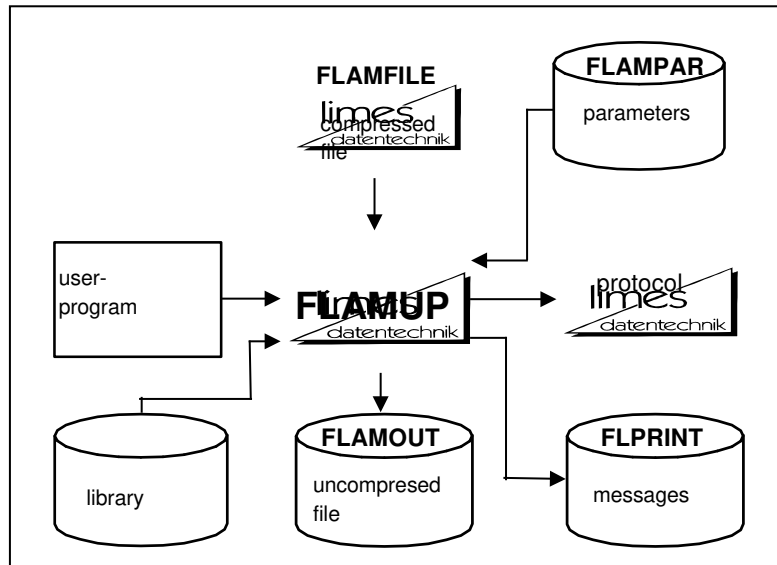 FLAMFILE
limes
compressed
file
datentechnik
FLAMPAR
parameters
user-
program
limes
FLAMUP
datentechnik
protocol
limes
datentechnik
library
FLAMOUT
uncompresed
file
FLPRINT
messages